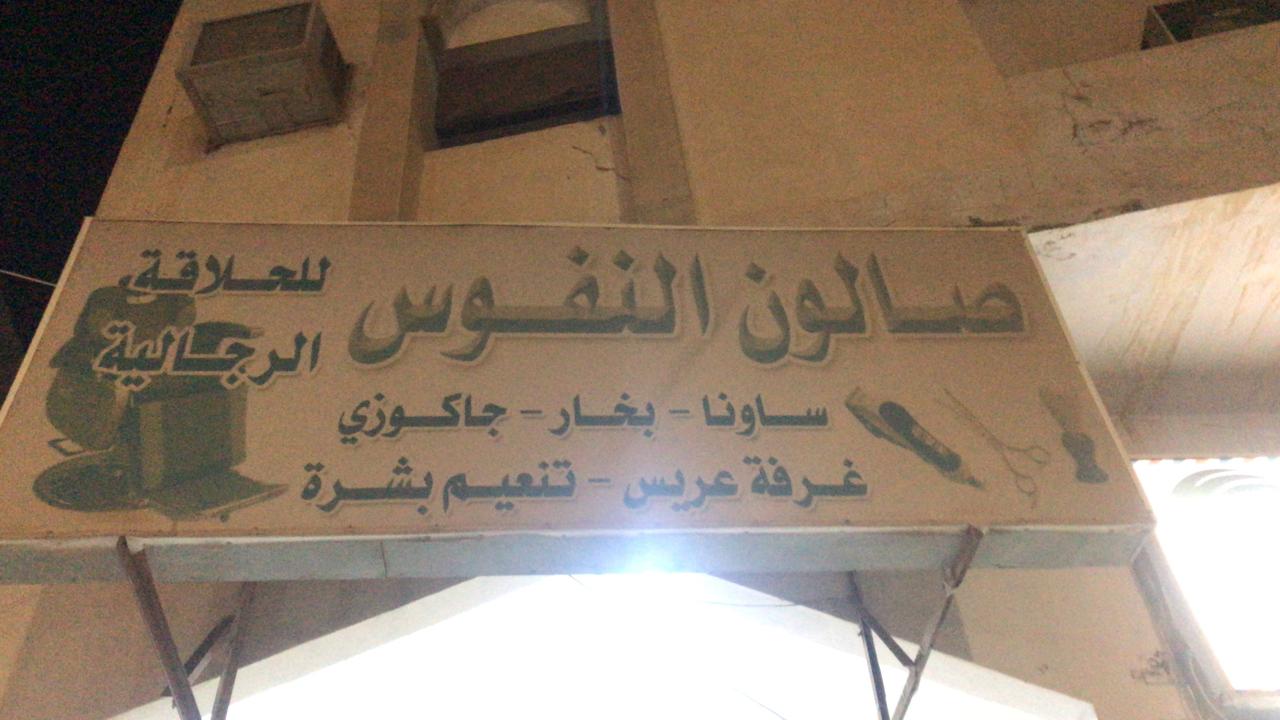 صالون النفوس
للحلاقة
الرجالية
ساونا - بخار - جاكوزي
غرفة عريس - تنعيم بشرة